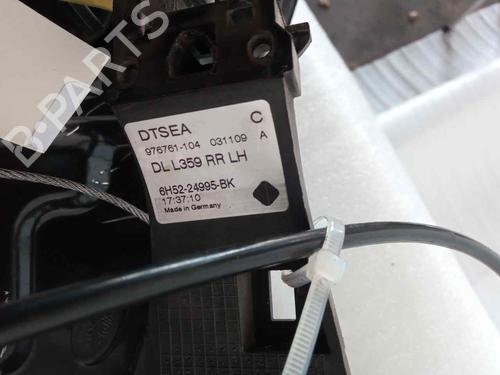 B-PARTS
DTSEA C
976761-104 031109 A
DL L359 RR LH
6H52-24995-BK
17:37:10
Made in Germany